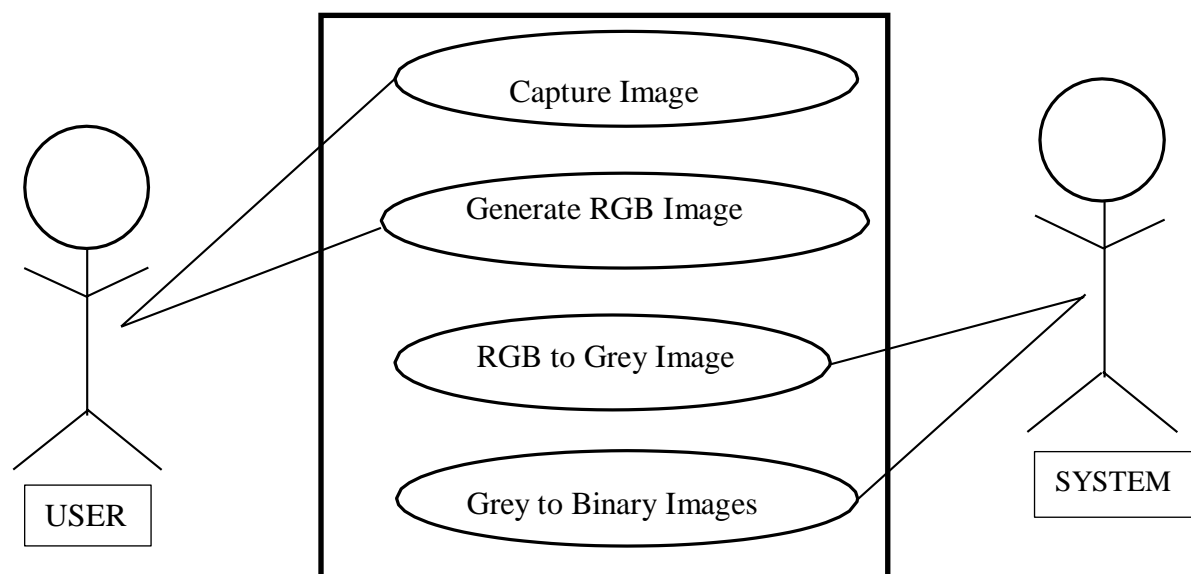 Capture Image
Generate RGB Image
RGB to Grey Image
Grey to Binary Images
USER
SYSTEM